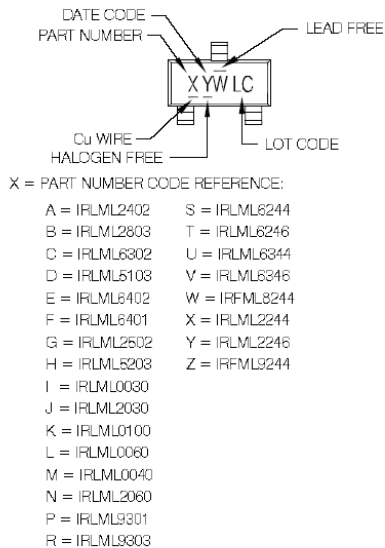 DATE CODE
PART NUMBER
LEAD FREE
XYWLC
Cu WIRE
HALOGEN FREE
LOT CODE
X = PART NUMBER CODE REFERENCE:
A = IRLML2402 S = IRLML6244
B = IRLML2803 T = IRLML6246
C = IRLML6302 U = IRLML6344
D = IRLML5103 V = IRLML6346
E = IRLML6402 W = IRFML8244
F = IRLML6401 X = IRLML2244
G = IRLML2502 Y = IRLML2246
H = IRLML5203 Z = IRFML9244
I = IRLML0030
J = IRLML2030
K = IRLML0100
L = IRLML0060
M = IRLML0040
N = IRLML2060
P = IRLML9301
R = IRLML9303